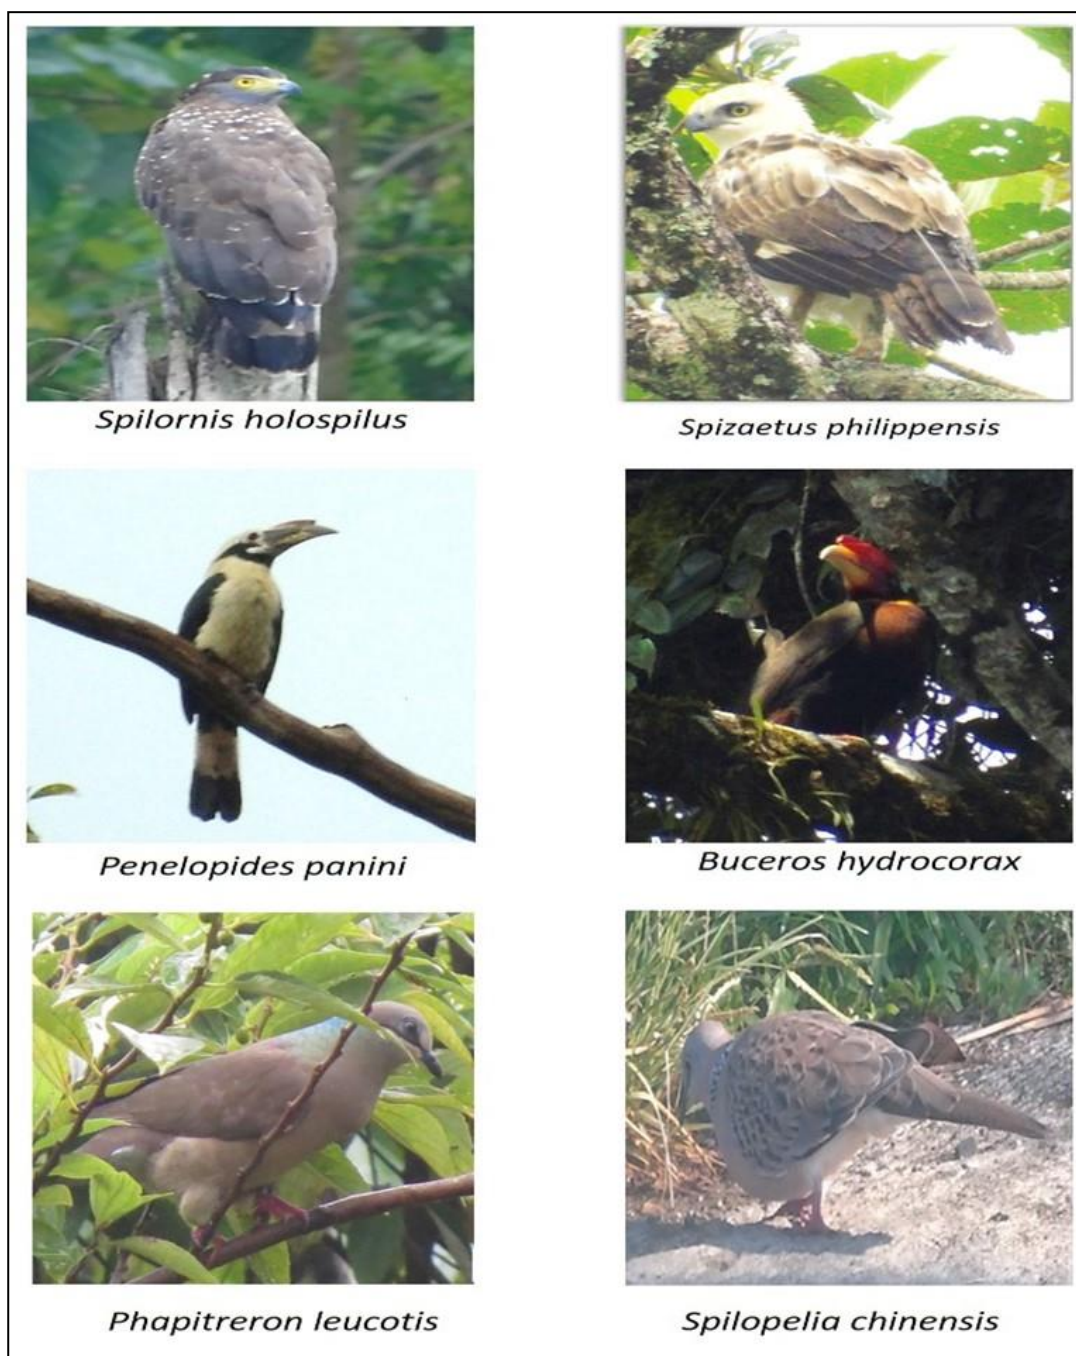 Spilornis holospilus
Spizaetus philippensis
Penelopides panini
Buceros hydrocorax
Phapitreron leucotis
Spilopelia chinensis